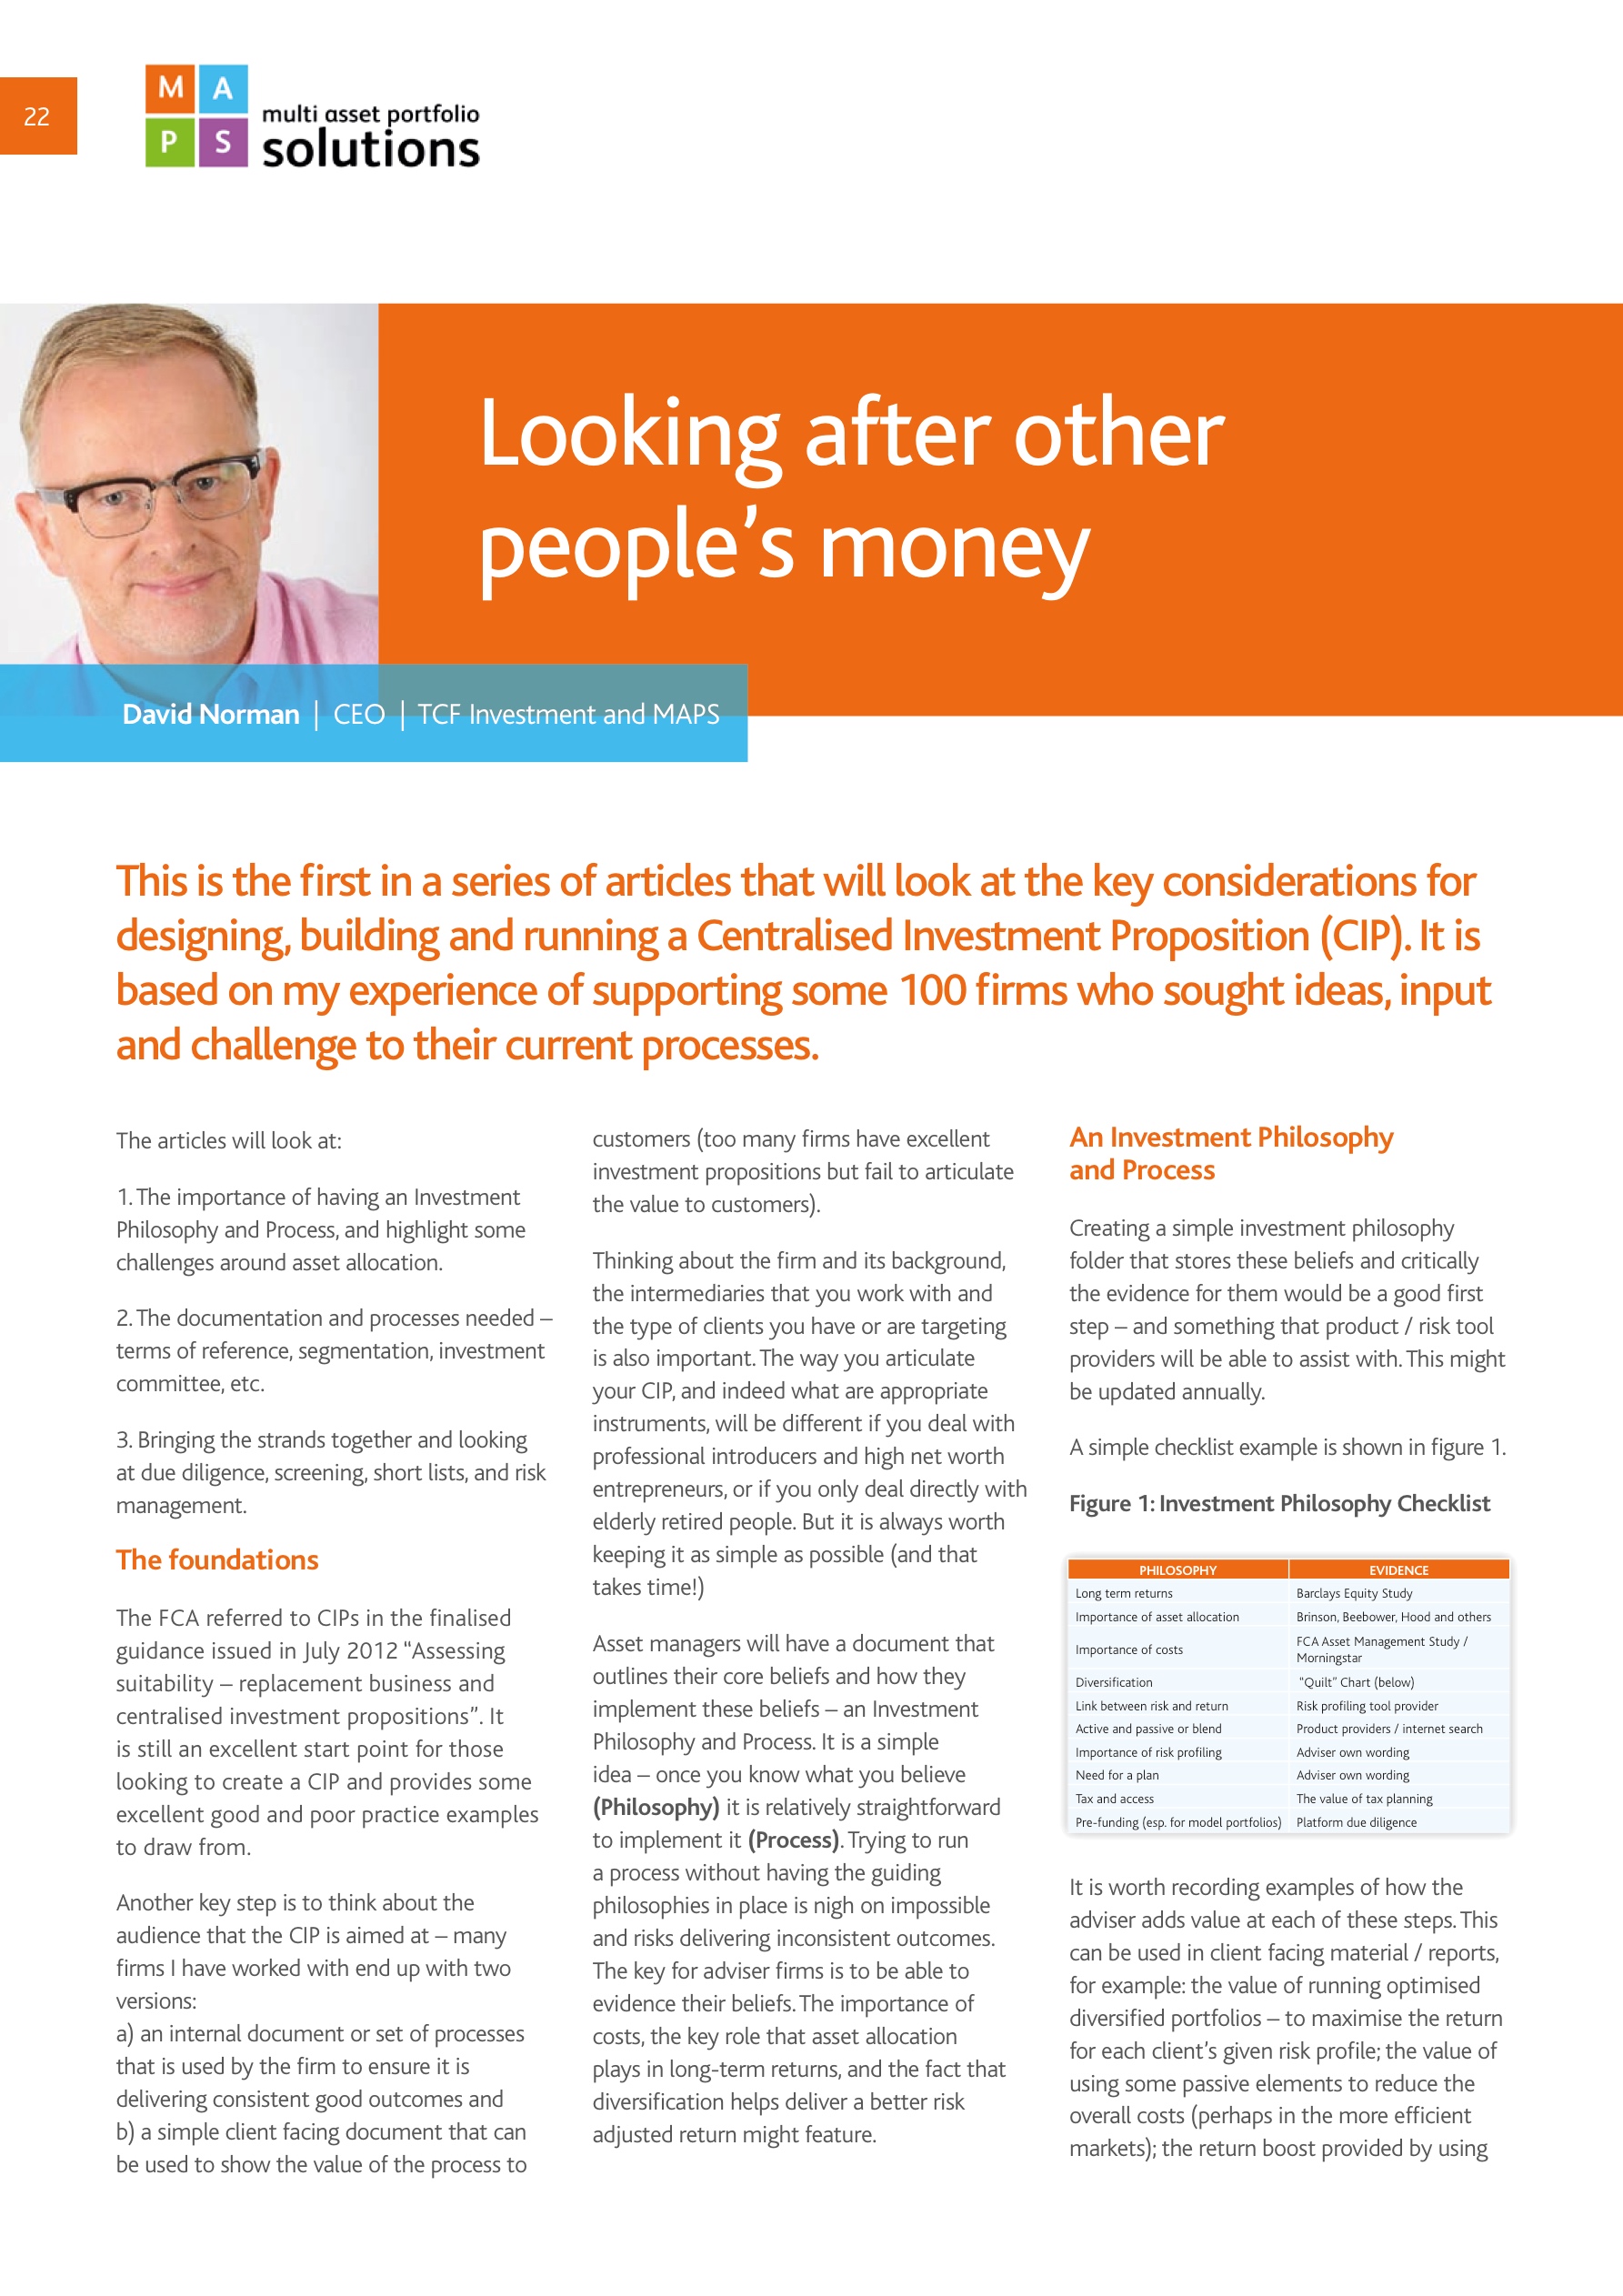 22
M A
P S
multi asset portfolio
solutions
Looking after other
people's money
David Norman | CEO | TCF Investment and MAPS
This is the first in a series of articles that will look at the key considerations for
designing, building and running a Centralised Investment Proposition (CIP). It is
based on my experience of supporting some 100 firms who sought ideas, input
and challenge to their current processes.
The articles will look at:
1. The importance of having an Investment
Philosophy and Process, and highlight some
challenges around asset allocation.
2. The documentation and processes needed –
terms of reference, segmentation, investment
committee, etc.
3. Bringing the strands together and looking
at due diligence, screening, short lists, and risk
management.
The foundations
The FCA referred to CIPs in the finalised
guidance issued in July 2012 "Assessing
suitability – replacement business and
centralised investment propositions". It
is still an excellent start point for those
looking to create a CIP and provides some
excellent good and poor practice examples
to draw from.
Another key step is to think about the
audience that the CIP is aimed at – many
firms I have worked with end up with two
versions:
a) an internal document or set of processes
that is used by the firm to ensure it is
delivering consistent good outcomes and
b) a simple client facing document that can
be used to show the value of the process to
customers (too many firms have excellent
investment propositions but fail to articulate
the value to customers).
Thinking about the firm and its background,
the intermediaries that you work with and
the type of clients you have or are targeting
is also important. The way you articulate
your CIP, and indeed what are appropriate
instruments, will be different if you deal with
professional introducers and high net worth
entrepreneurs, or if you only deal directly with
elderly retired people. But it is always worth
keeping it as simple as possible (and that
takes time!)
Asset managers will have a document that
outlines their core beliefs and how they
implement these beliefs – an Investment
Philosophy and Process. It is a simple
idea – once you know what you believe
(Philosophy) it is relatively straightforward
to implement it (Process). Trying to run
a process without having the guiding
philosophies in place is nigh on impossible
and risks delivering inconsistent outcomes.
The key for adviser firms is to be able to
evidence their beliefs. The importance of
costs, the key role that asset allocation
plays in long-term returns, and the fact that
diversification helps deliver a better risk
adjusted return might feature.
An Investment Philosophy
and Process
Creating a simple investment philosophy
folder that stores these beliefs and critically
the evidence for them would be a good first
step – and something that product / risk tool
providers will be able to assist with. This might
be updated annually.
A simple checklist example is shown in figure 1.
Figure 1: Investment Philosophy Checklist
PHILOSOPHY EVIDENCE
Long term returns Barclays Equity Study
Importance of asset allocation Brinson, Beebower, Hood and others
Importance of costs FCA Asset Management Study /
Morningstar
Diversification "Quilt" Chart (below)
Link between risk and return Risk profiling tool provider
Active and passive or blend Product providers / internet search
Importance of risk profiling Adviser own wording
Need for a plan Adviser own wording
Tax and access The value of tax planning
Pre-funding (esp. for model portfolios) Platform due diligence
It is worth recording examples of how the
adviser adds value at each of these steps. This
can be used in client facing material / reports,
for example: the value of running optimised
diversified portfolios – to maximise the return
for each client's given risk profile; the value of
using some passive elements to reduce the
overall costs (perhaps in the more efficient
markets); the return boost provided by using